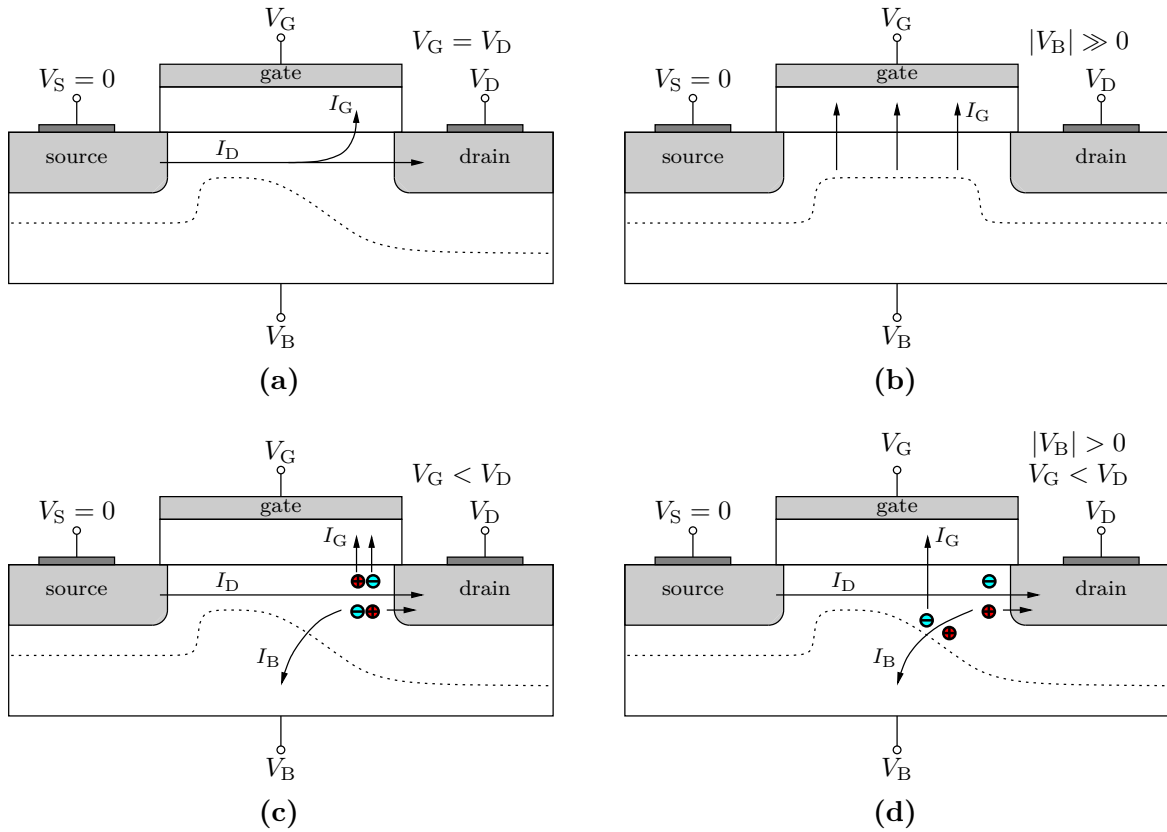 V_G
V_G = V_D
V_S = 0
gate
V_D
I_G
source
I_D
drain
V_B
(a)
V_G
|V_B| ≫ 0
V_S = 0
gate
V_D
I_G
source
drain
V_B
(b)
V_G
V_G < V_D
V_S = 0
gate
V_D
I_G
source
I_D
drain
I_B
V_B
(c)
V_G
|V_B| > 0
V_G < V_D
V_S = 0
gate
V_D
I_G
source
I_D
drain
I_B
V_B
(d)